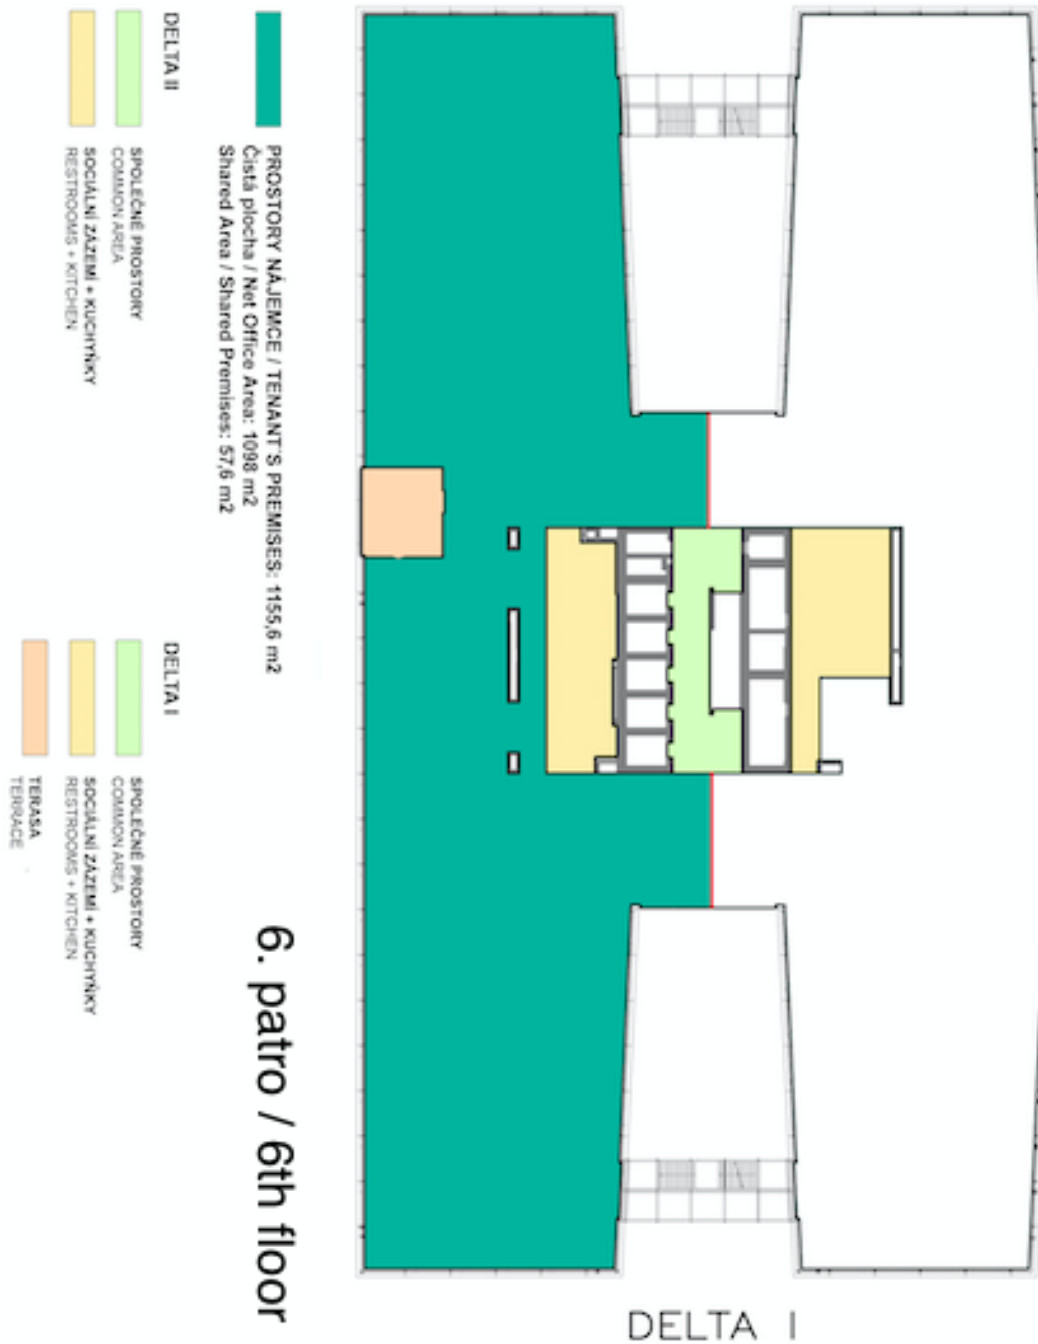 PROSTORY NÁJEMCE / TENANT'S PREMISES: 1155,6 m2
Čistá plocha / Net Office Area: 1098 m2
Shared Area / Shared Premises: 57,6 m2
DELTA II
SPOLEČNÉ PROSTORY
COMMON AREA
SOCIÁLNÍ ZÁZEMÍ + KUCHYŇKY
RESTROOMS + KITCHEN
DELTA I
SPOLEČNÉ PROSTORY
COMMON AREA
SOCIÁLNÍ ZÁZEMÍ + KUCHYŇKY
RESTROOMS + KITCHEN
TERASA
TERRACE
6. patro / 6th floor
DELTA I